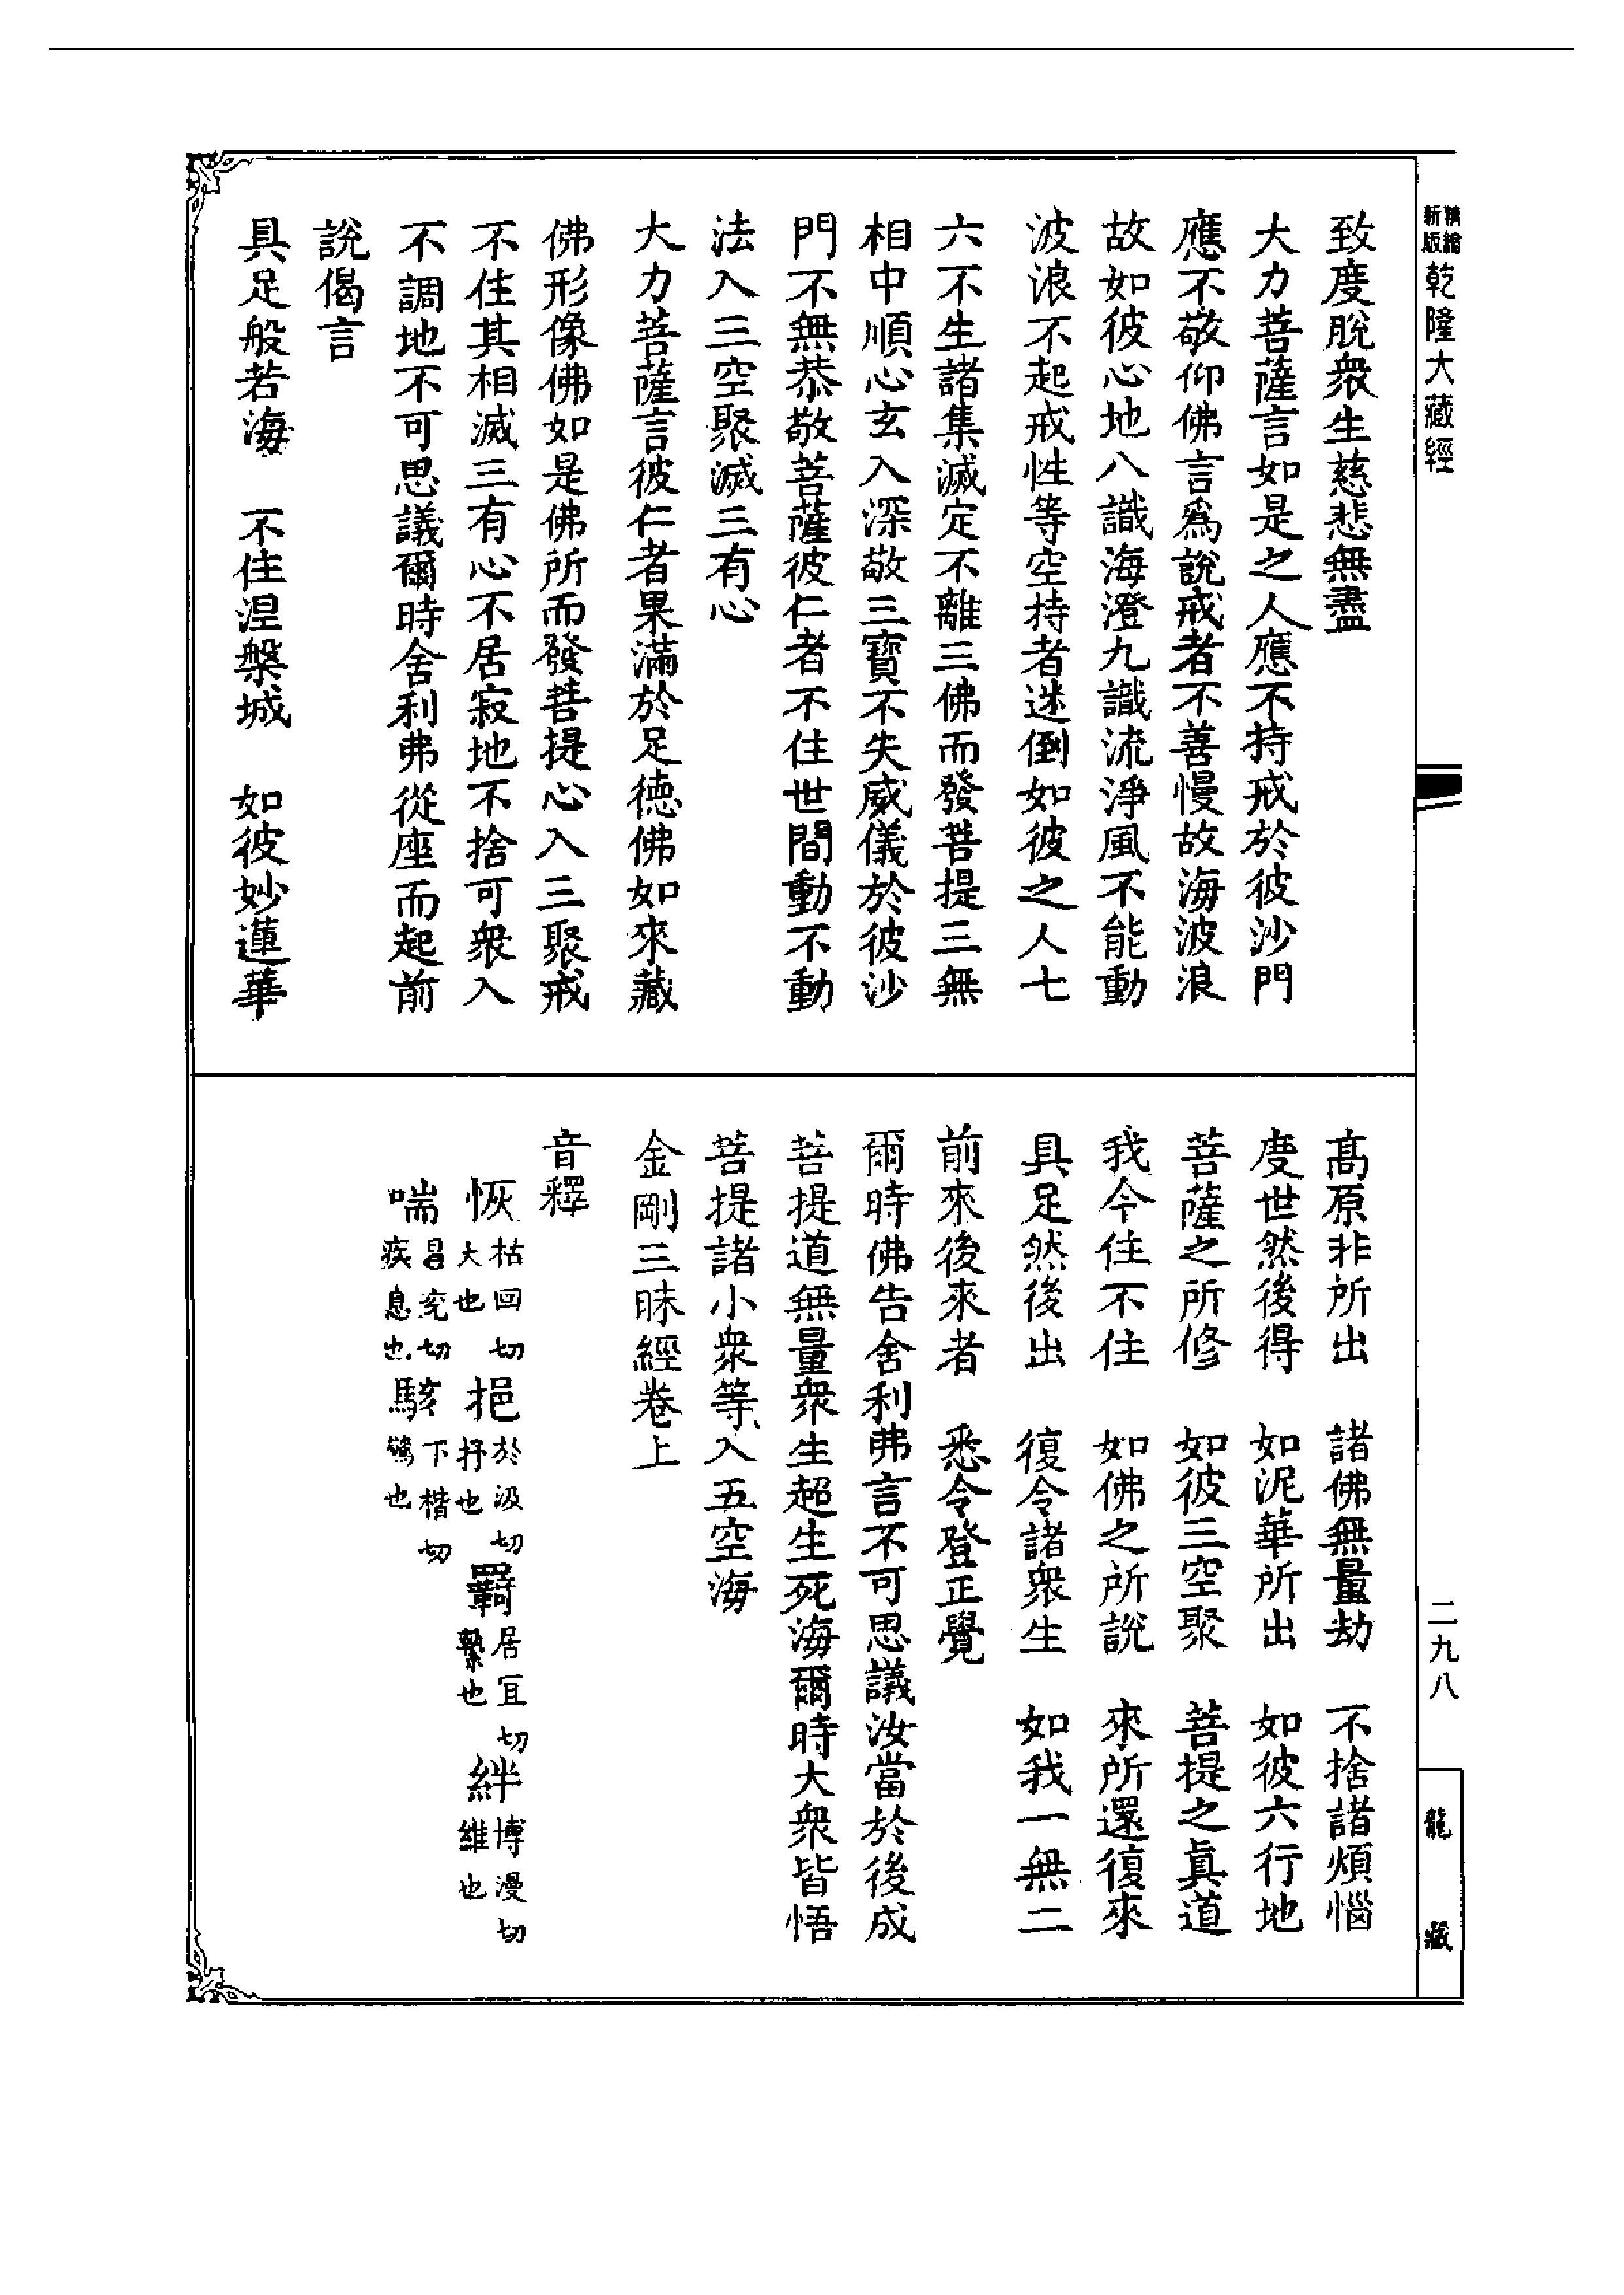 新版精繪乾隆大藏經
致度脫衆生慈悲無盡
大力菩薩言如是之人應不持戒於彼沙門
應不敬仰佛言爲說戒者不善慢故海波浪
故如彼心地八識海澄九識流淨風不能動
波浪不起戒性等空持者迷倒如彼之人七
六不生諸集滅定不離三佛而發菩提三無
相中順心玄入深敬三寶不失威儀於彼沙
門不無恭敬菩薩彼仁者不住世間動不動
法入三空聚滅三有心
大力菩薩言彼仁者果滿於足德佛如來藏
佛形像佛如是佛所而發菩提心入三聚戒
不住其相滅三有心不居寂地不捨可衆入
不調地不可思議爾時舍利弗從座而起前
說偈言
具足般若海　不住涅槃城　如彼妙蓮華
高原非所出　諸佛無量劫　不捨諸煩惱
度世然後得　如泥華所出　如彼六行地
菩薩之所修　如彼三空聚　菩提之眞道
我今住不住　如佛之所說　來所還復來
具足然後出　復令諸衆生　如我一無二
前來後來者　悉令登正覺
爾時佛告舍利弗言不可思議汝當於後成
菩提道無量衆生超生死海爾時大衆皆悟
菩提諸小衆等入五空海
金剛三昧經卷上
音釋
恢枯回切大也挹於汲切抒也羈居宜切縶也絆博漫切維也
喘昌兖切疾息也駭下楷切驚也
二九八
龍藏